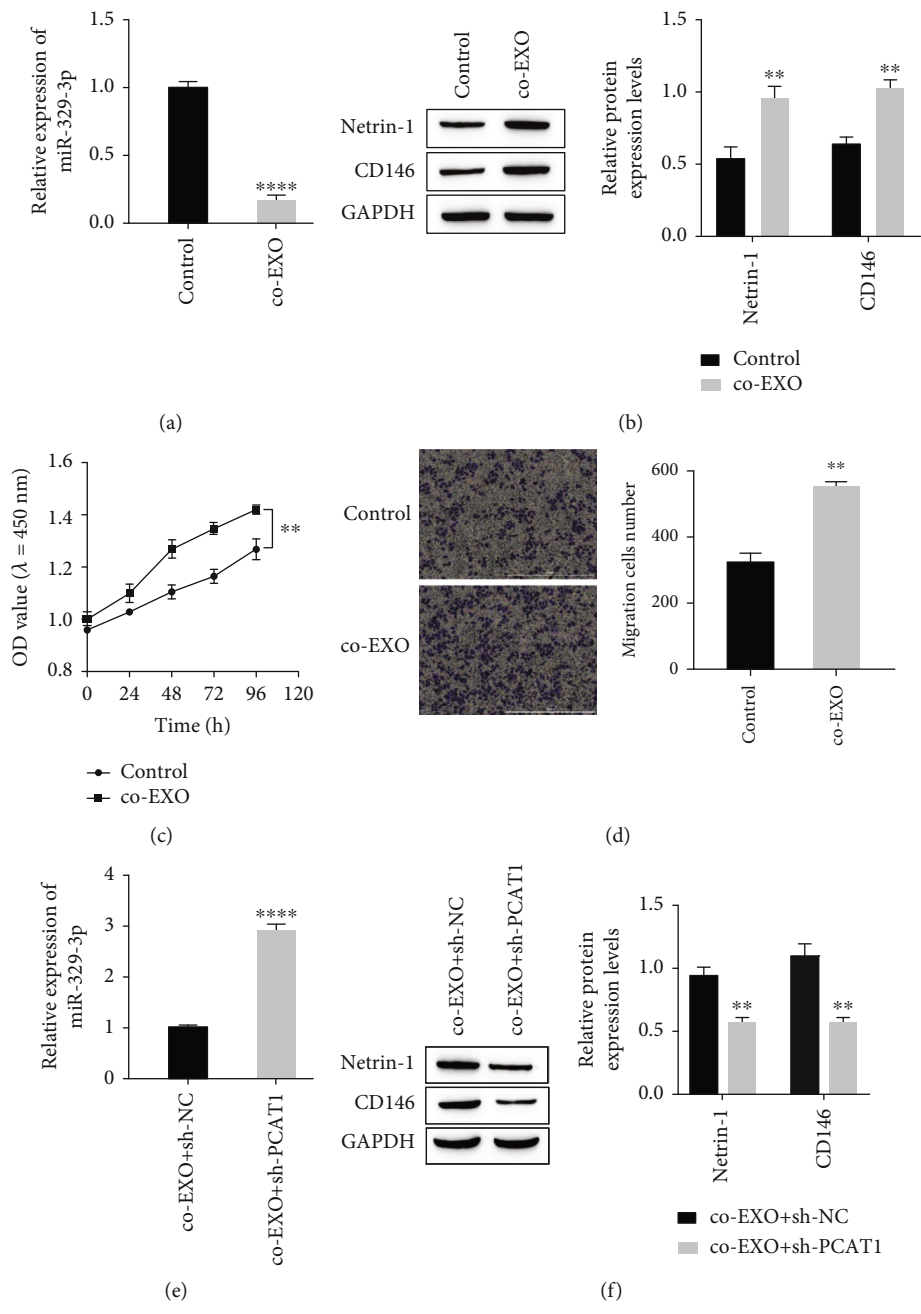 Relative expression of
miR-329-3p
1.5
1.0
0.5
0.0
****
Control
co-EXO
(a)
Control
co-EXO
Netrin-1
CD146
GAPDH
Relative protein
expression levels
1.5
1.0
0.5
0.0
**
**
Netrin-1
CD146
Control
co-EXO
(b)
OD value (λ = 450 nm)
1.6
1.4
1.2
1.0
0.8
**
0 24 48 72 96 120
Time (h)
Control
co-EXO
(c)
Control
co-EXO
Migration cells number
600
400
200
0
**
Control
co-EXO
(d)
Relative expression of
miR-329-3p
4
3
2
1
0
****
co-EXO+sh-NC
co-EXO+sh-PCAT1
(e)
co-EXO+sh-NC
co-EXO+sh-PCAT1
Netrin-1
CD146
GAPDH
Relative protein
expression levels
1.5
1.0
0.5
0.0
**
**
Netrin-1
CD146
co-EXO+sh-NC
co-EXO+sh-PCAT1
(f)